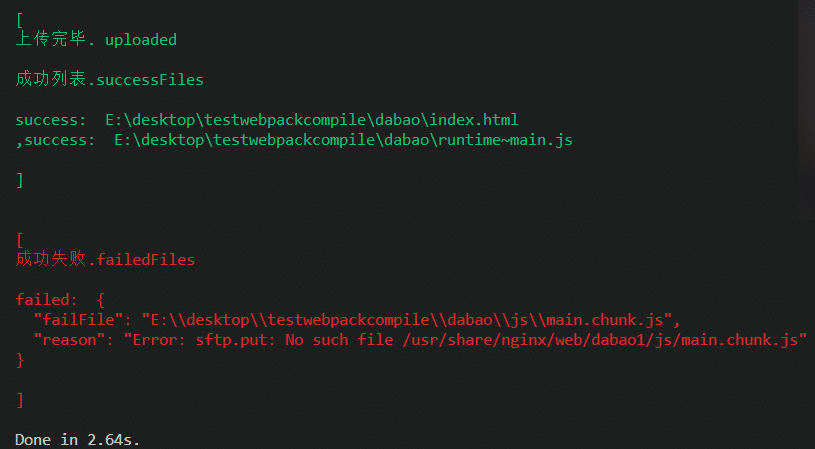 [
上传完毕. uploaded
成功列表.successFiles
success:  E:\desktop\testwebpackcompile\dabao\index.html
,success:  E:\desktop\testwebpackcompile\dabao\runtime~main.js
]
[
成功失败.failedFiles
failed:  {
  "failFile": "E:\\desktop\\testwebpackcompile\\dabao\\js\\main.chunk.js",
  "reason": "Error: sftp.put: No such file /usr/share/nginx/web/dabao1/js/main.chunk.js"
}
]
Done in 2.64s.